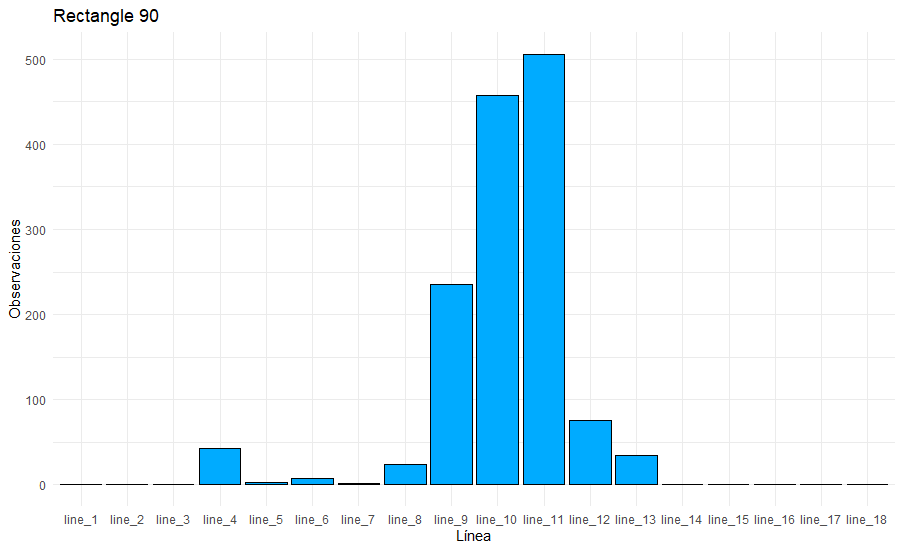 Rectangle 90
500
400
300
200
100
0
Observaciones
line_1 line_2 line_3 line_4 line_5 line_6 line_7 line_8 line_9 line_10 line_11 line_12 line_13 line_14 line_15 line_16 line_17 line_18
Línea